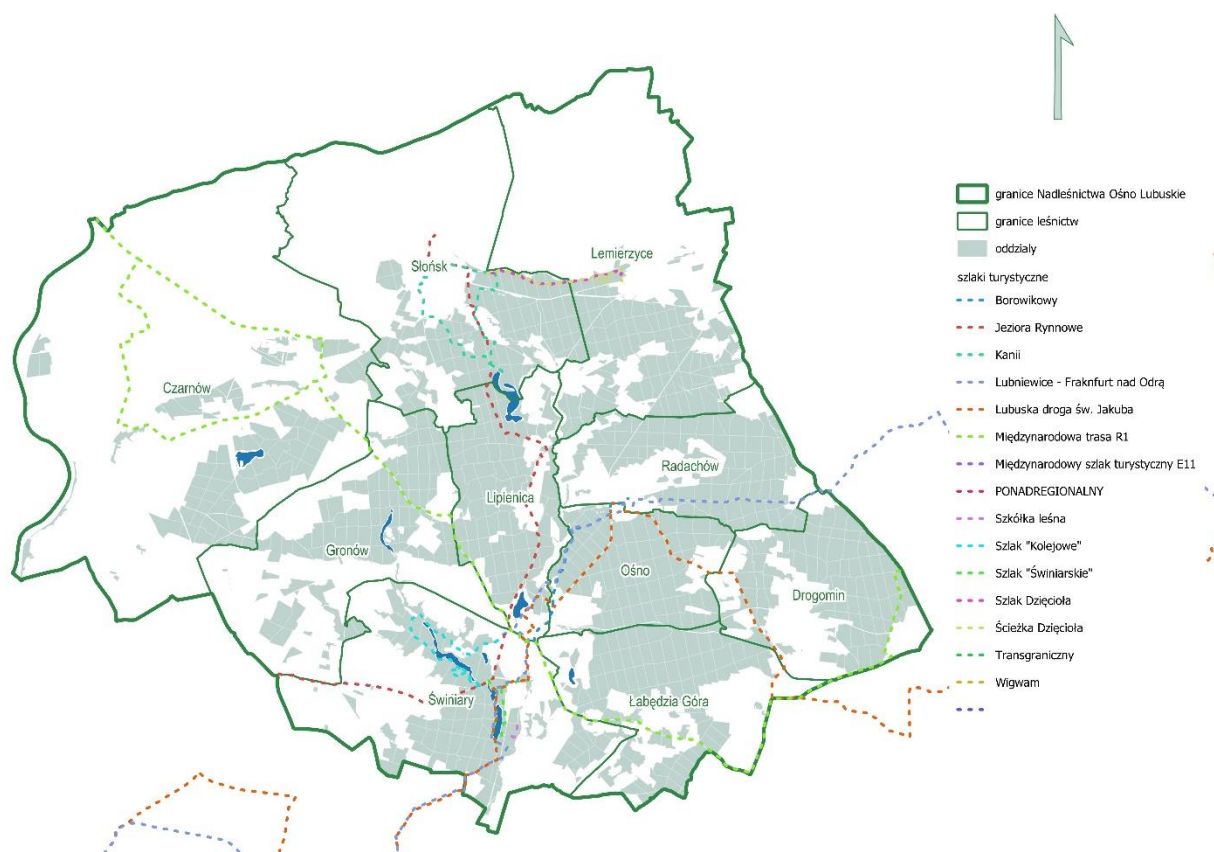 granice Nadleśnictwa Ośno Lubuskie
granice leśnictw
oddziały
szlaki turystyczne
Borowikowy
Jeziora Rynnowe
Kanii
Lubniewice - Fraknfurt nad Odrą
Lubuska droga św. Jakuba
Międzynarodowa trasa R1
Międzynarodowy szlak turystyczny E11
PONADREGIONALNY
Szkółka leśna
Szlak "Kolejowe"
Szlak "Świniarskie"
Szlak Dzięcioła
Ścieżka Dzięcioła
Transgraniczny
Wigwam
Lemierzyce
Słońsk
Czarnów
Radachów
Lipienica
Gronów
Ośno
Drogomin
Świniary
Łabędzia Góra